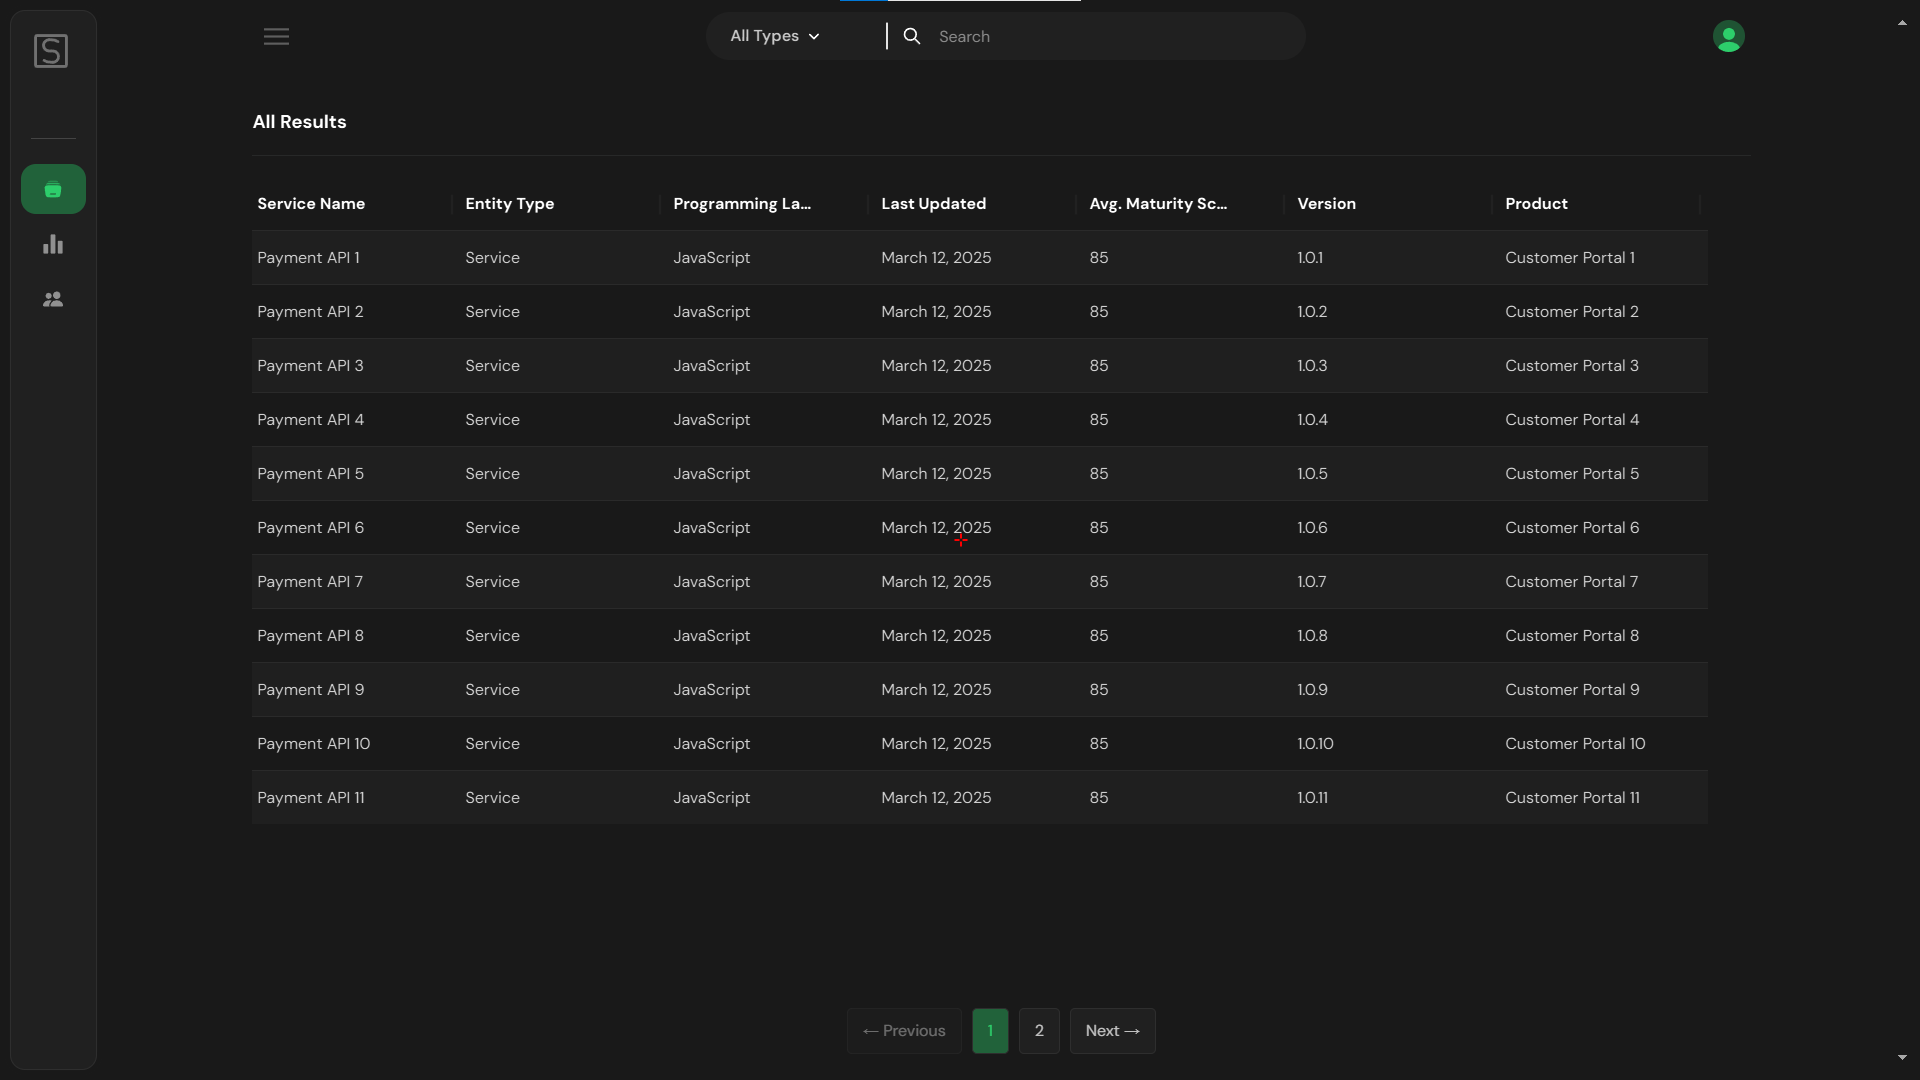 S
All Types Search
All Results
Service Name Entity Type Programming La... Last Updated Avg. Maturity Sc... Version Product
Payment API 1 Service JavaScript March 12, 2025 85 1.0.1 Customer Portal 1
Payment API 2 Service JavaScript March 12, 2025 85 1.0.2 Customer Portal 2
Payment API 3 Service JavaScript March 12, 2025 85 1.0.3 Customer Portal 3
Payment API 4 Service JavaScript March 12, 2025 85 1.0.4 Customer Portal 4
Payment API 5 Service JavaScript March 12, 2025 85 1.0.5 Customer Portal 5
Payment API 6 Service JavaScript March 12, 2025 85 1.0.6 Customer Portal 6
Payment API 7 Service JavaScript March 12, 2025 85 1.0.7 Customer Portal 7
Payment API 8 Service JavaScript March 12, 2025 85 1.0.8 Customer Portal 8
Payment API 9 Service JavaScript March 12, 2025 85 1.0.9 Customer Portal 9
Payment API 10 Service JavaScript March 12, 2025 85 1.0.10 Customer Portal 10
Payment API 11 Service JavaScript March 12, 2025 85 1.0.11 Customer Portal 11
← Previous 1 2 Next →